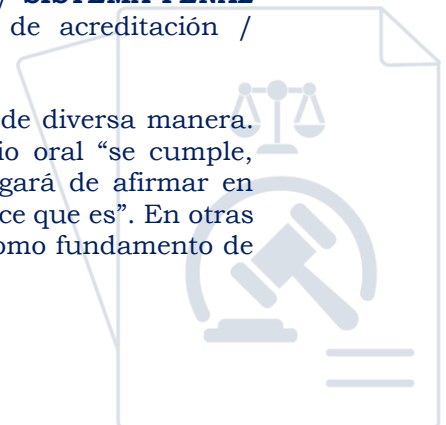 de acreditación /
de diversa manera.
io oral “se cumple,
gará de afirmar en
ce que es”. En otras
omo fundamento de